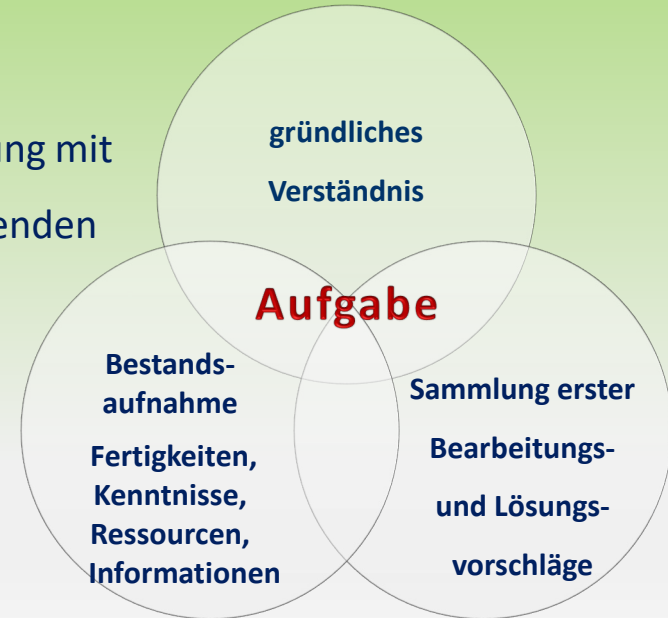 ung mit
enden
gründliches
Verständnis
Aufgabe
Bestands-
aufnahme
Fertigkeiten,
Kenntnisse,
Ressourcen,
Informationen
Sammlung erster
Bearbeitungs-
und Lösungs-
vorschläge